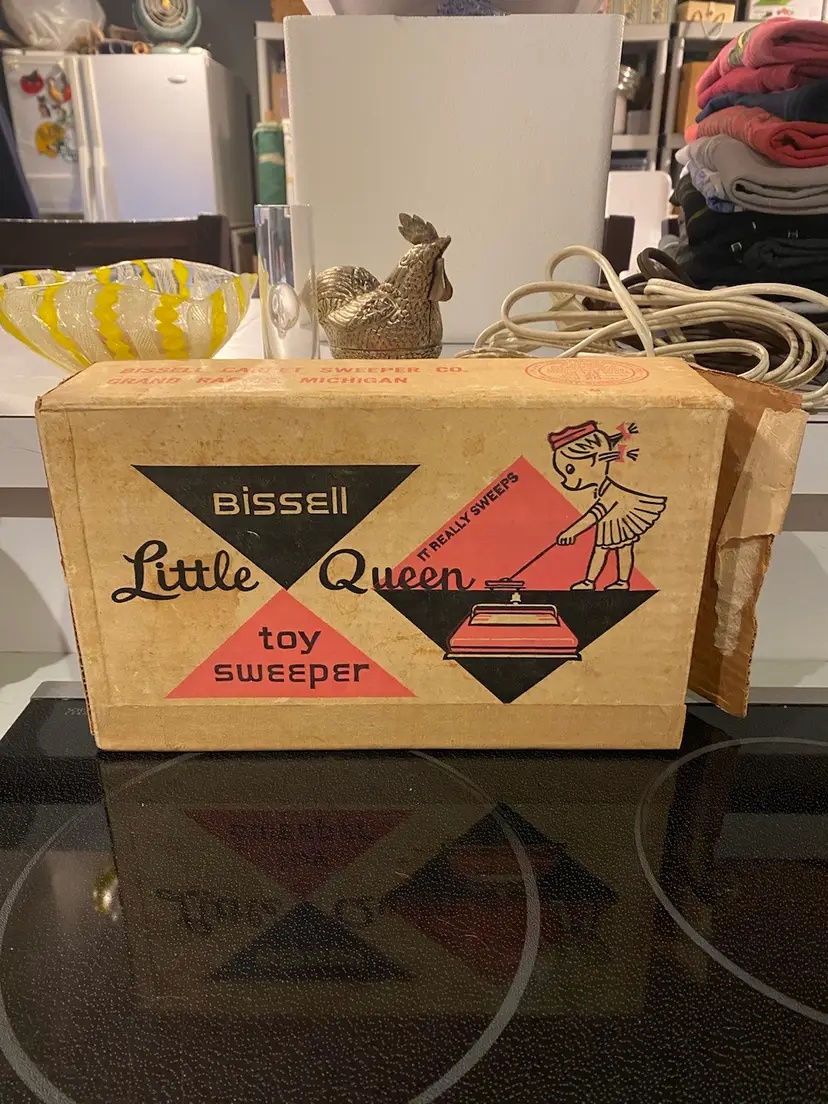 BISSELL CARPET SWEEPER CO.
GRAND RAPIDS, MICHIGAN
BISSELL
Little Queen
IT REALLY SWEEPS
toy
sweeper